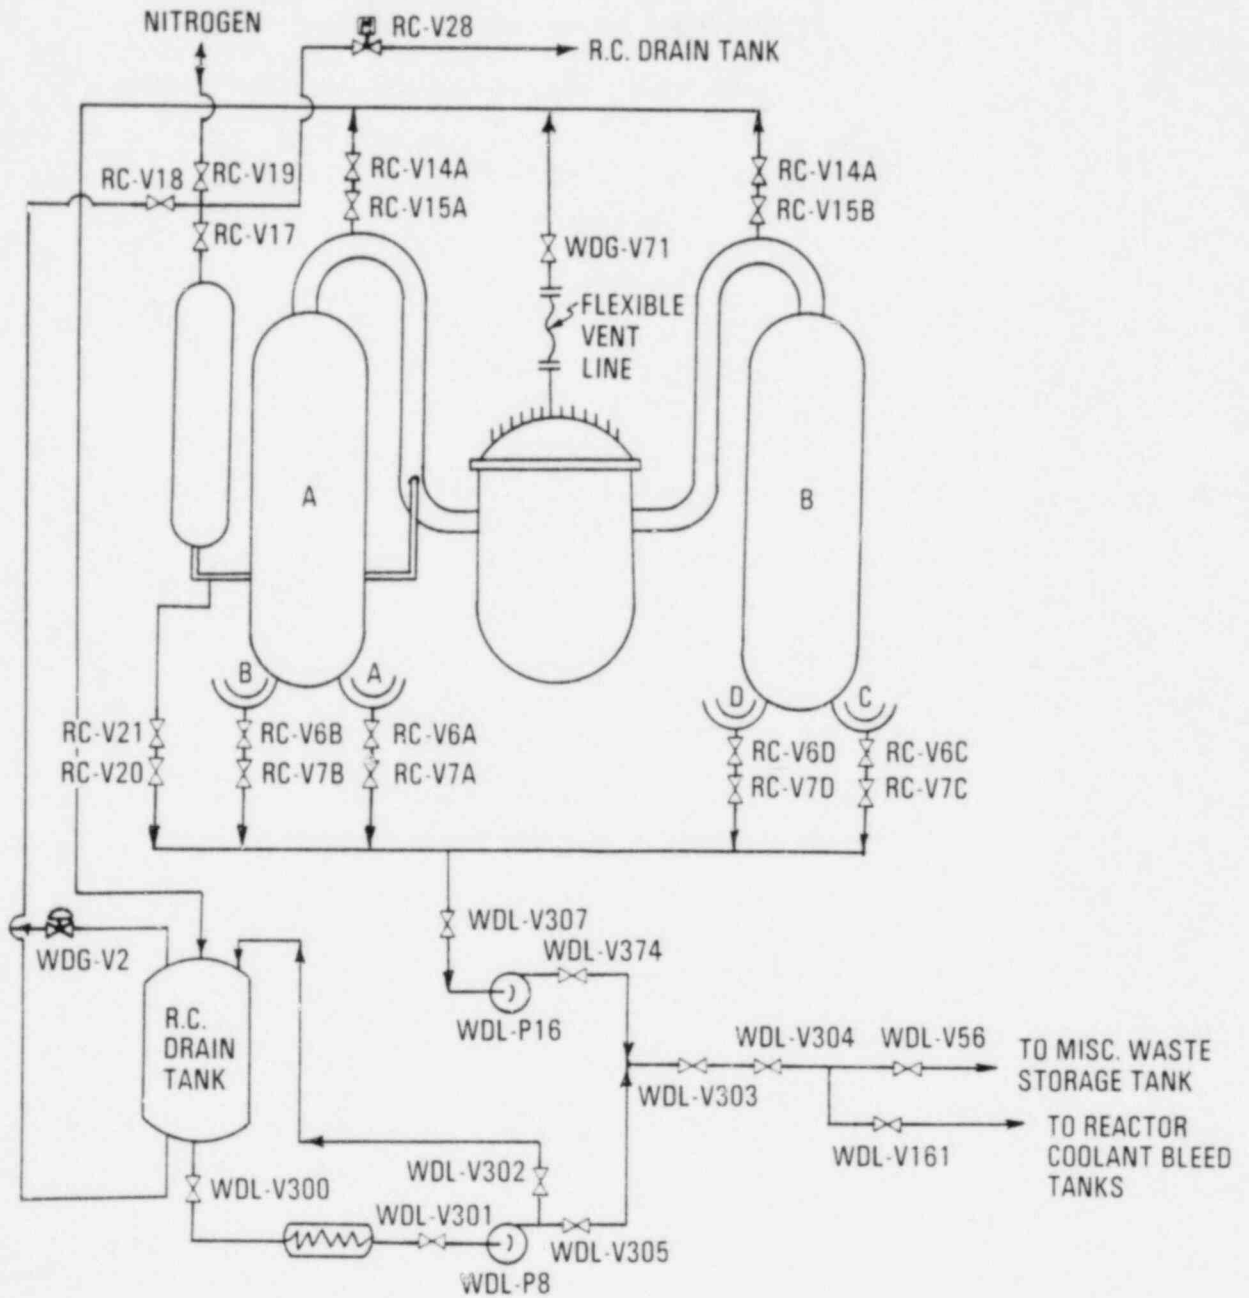 NITROGEN
RC-V28
R.C. DRAIN TANK
RC-V18
RC-V19
RC-V14A
RC-V14A
RC-V15A
RC-V15B
RC-V17
WDG-V71
FLEXIBLE
VENT
LINE
A
B
B
A
D
C
RC-V21
RC-V6B
RC-V6A
RC-V6D
RC-V6C
RC-V20
RC-V7B
RC-V7A
RC-V7D
RC-V7C
WDL-V307
WDL-V374
WDG-V2
WDL-P16
R.C.
DRAIN
TANK
WDL-V304
WDL-V56
TO MISC. WASTE
STORAGE TANK
WDL-V303
TO REACTOR
COOLANT BLEED
TANKS
WDL-V161
WDL-V302
WDL-V300
WDL-V301
WDL-V305
WDL-P8